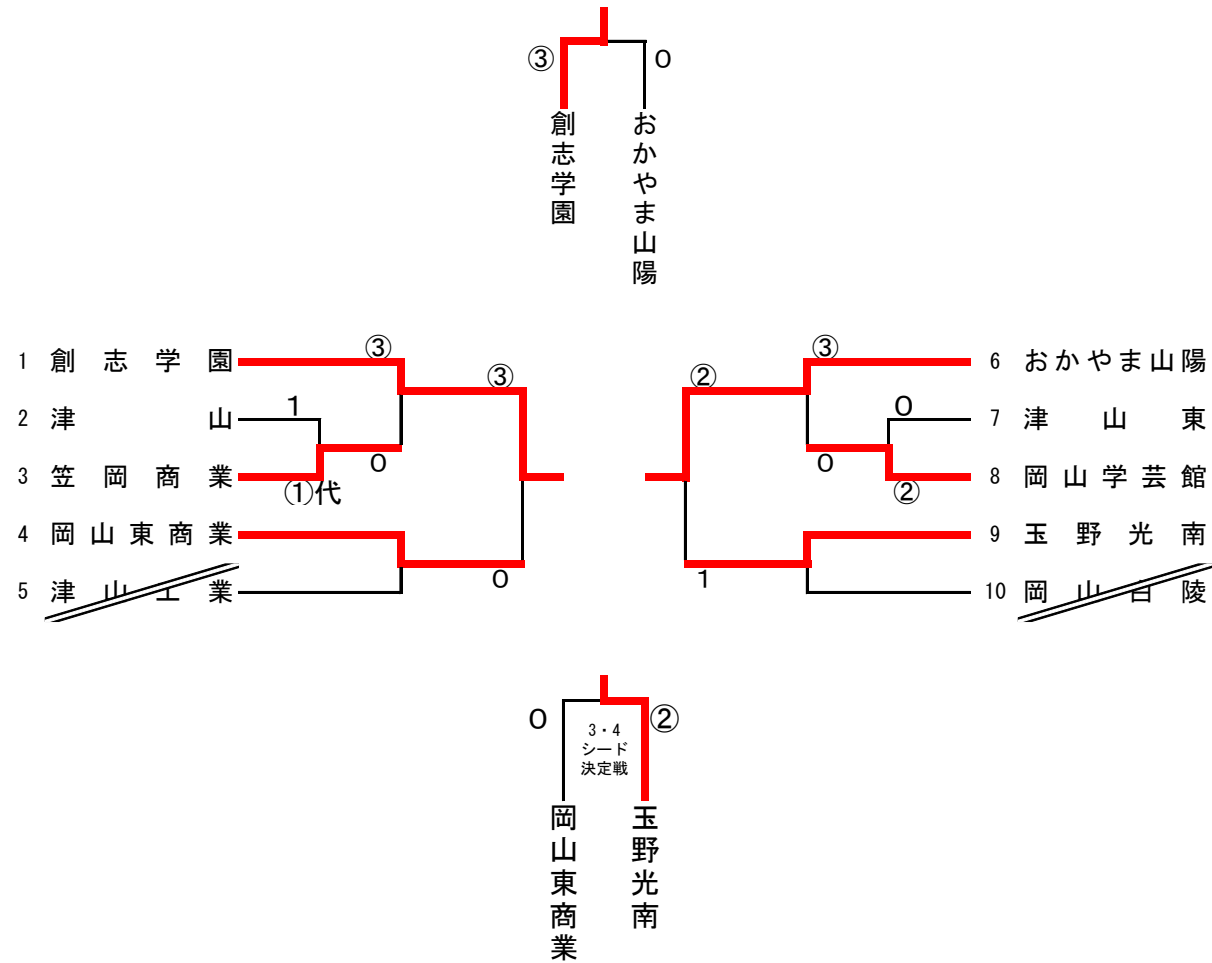 ③ 0
創志学園
おかやま山陽
1 創志学園 ③
2 津山 1
3 笠岡商業 ①代
0
③
4 岡山東商業
5 津山工業
0
③ 6 おかやま山陽
0 7 津山東
② 8 岡山学芸館
0
②
9 玉野光南
10 岡山白陵
1
0 ②
3・4
シード
決定戦
岡山東商業
玉野光南